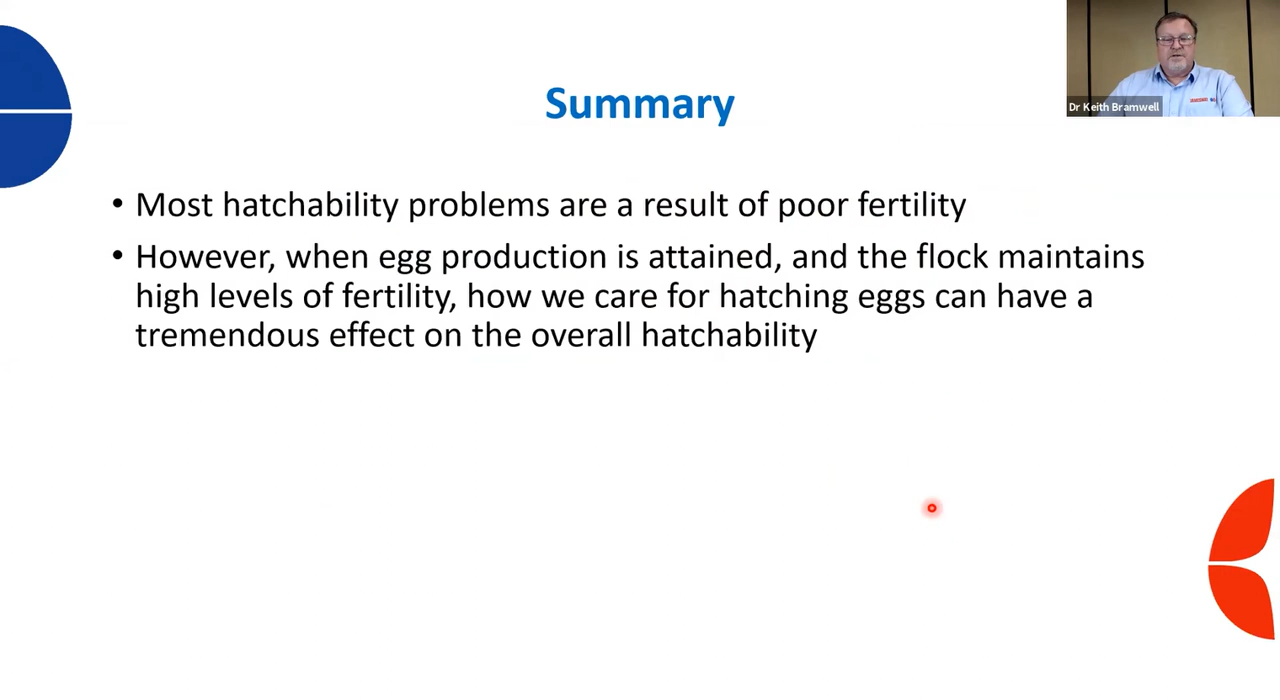 Dr Keith Bramwell
Summary
• Most hatchability problems are a result of poor fertility
• However, when egg production is attained, and the flock maintains
high levels of fertility, how we care for hatching eggs can have a
tremendous effect on the overall hatchability